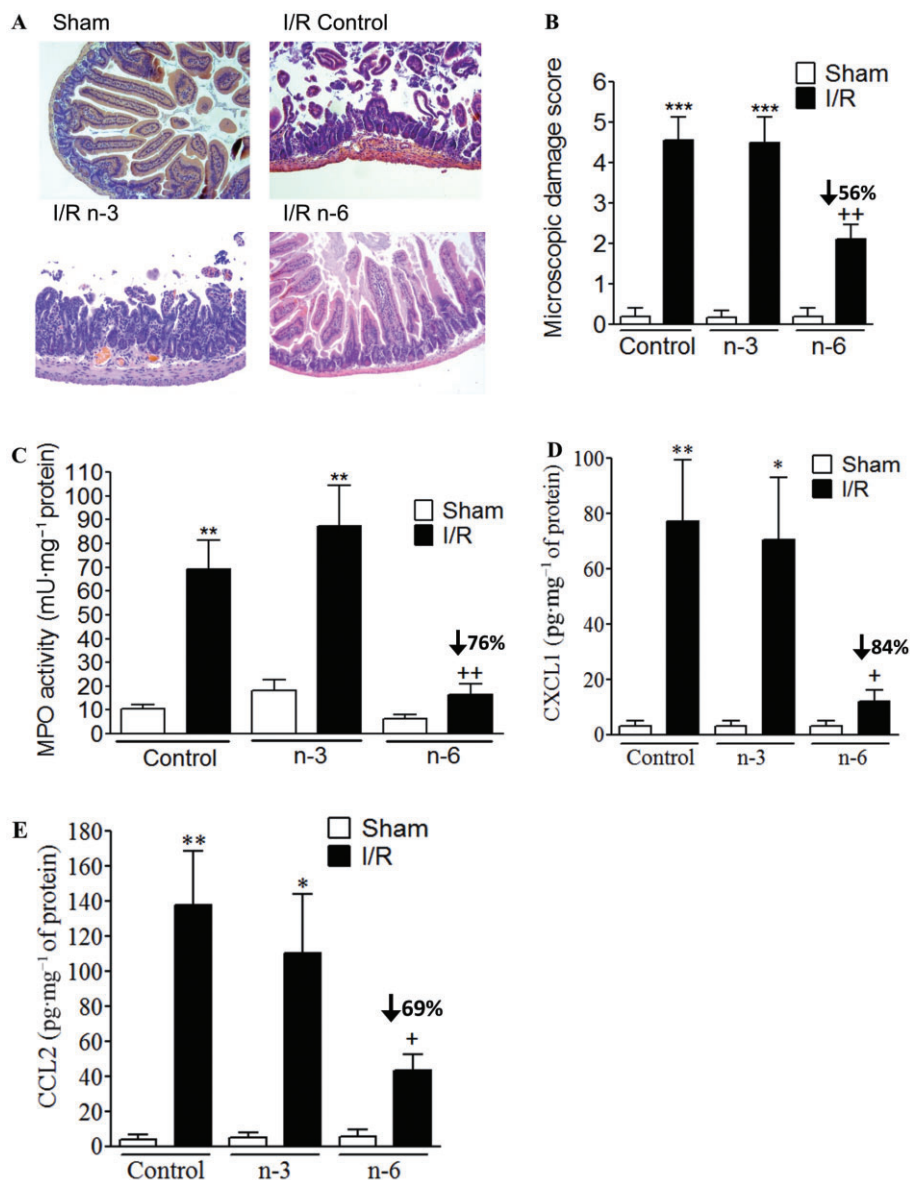 A
Sham
I/R Control
I/R n-3
I/R n-6
B
Microscopic damage score
6
5
4
3
2
1
0
Sham
I/R
***
***
↓56%
++
Control
n-3
n-6
C
MPO activity (mU·mg⁻¹ protein)
110
100
90
80
70
60
50
40
30
20
10
0
Sham
I/R
**
**
↓76%
++
Control
n-3
n-6
D
CXCL1 (pg·mg⁻¹ of protein)
100
80
60
40
20
0
Sham
I/R
**
*
↓84%
+
Control
n-3
n-6
E
CCL2 (pg·mg⁻¹ of protein)
180
160
140
120
100
80
60
40
20
0
Sham
I/R
**
*
↓69%
+
Control
n-3
n-6